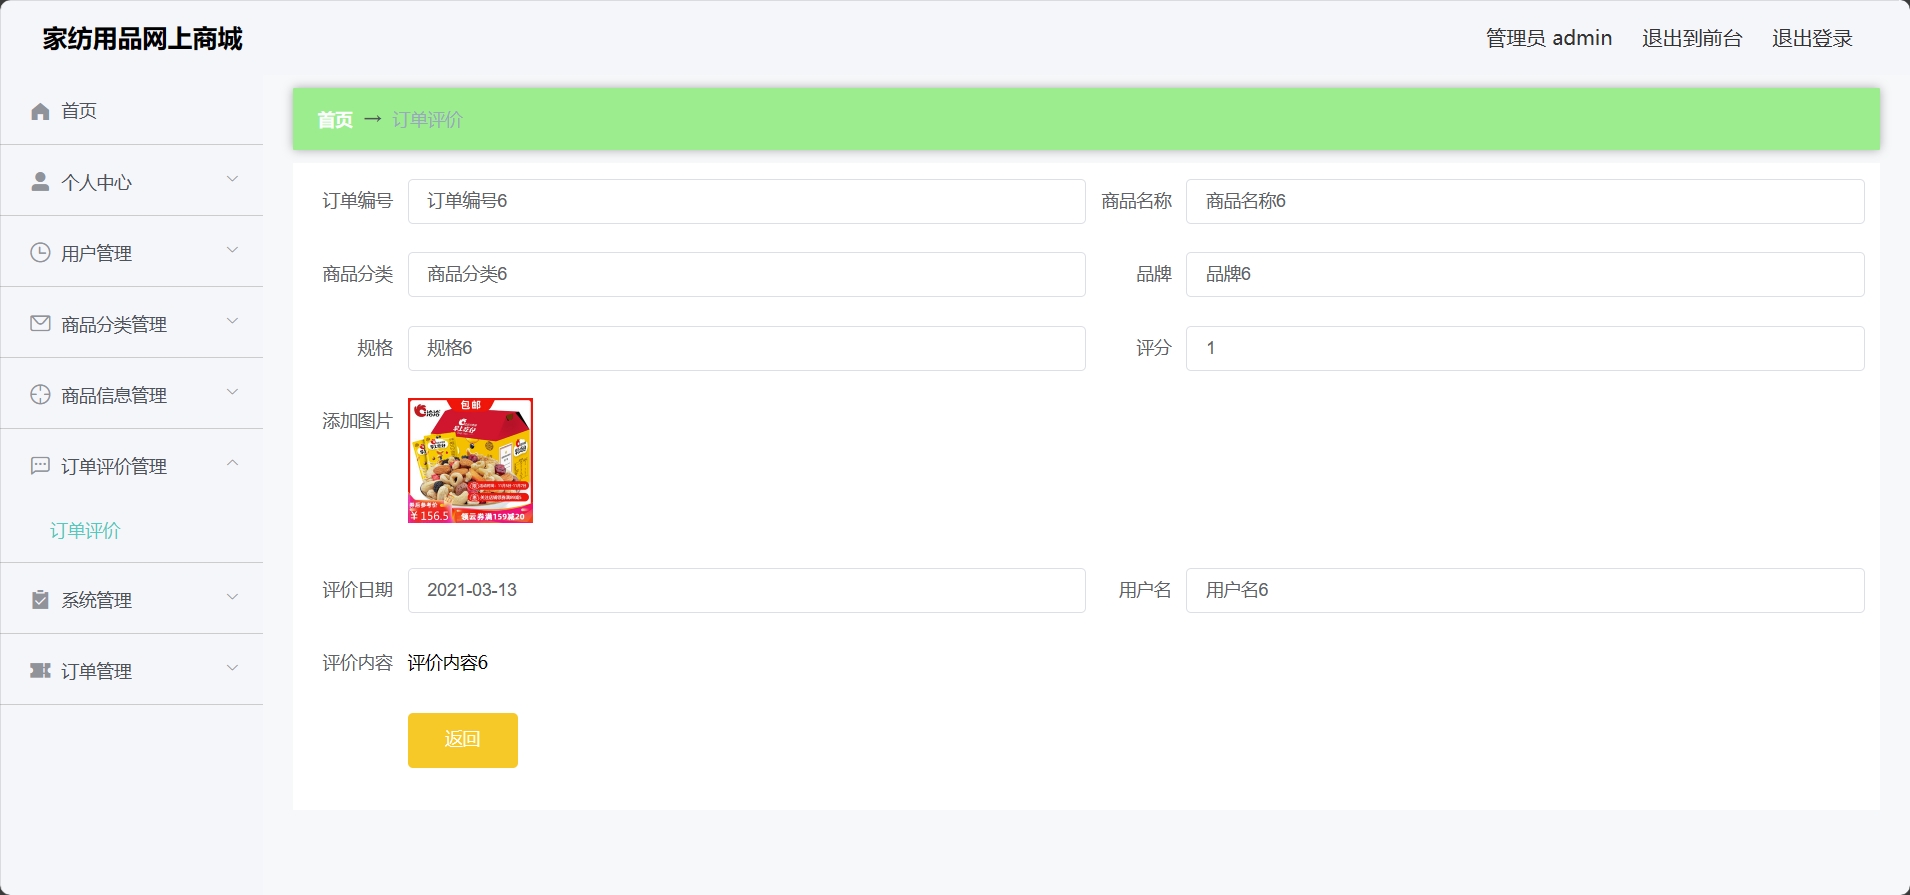 家纺用品网上商城
管理员 admin 退出到前台 退出登录
首页
个人中心
用户管理
商品分类管理
商品信息管理
订单评价管理
订单评价
系统管理
订单管理
首页 → 订单评价
订单编号 订单编号6 商品名称 商品名称6
商品分类 商品分类6 品牌 品牌6
规格 规格6 评分 1
添加图片
包邮
洽洽
¥ 156.5 领云券满159减20
评价日期 2021-03-13 用户名 用户名6
评价内容 评价内容6
返回